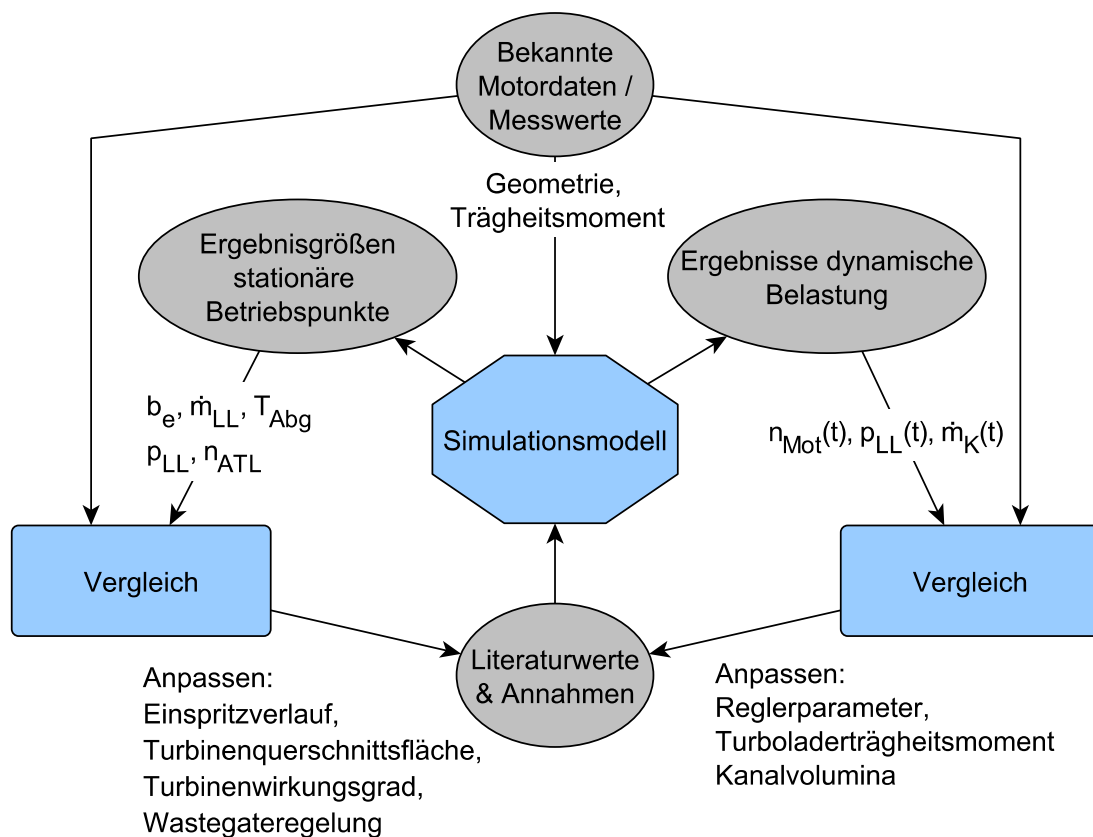 Bekannte
Motordaten /
Messwerte
Geometrie,
Trägheitsmoment
Ergebnisgrößen
stationäre
Betriebspunkte
Ergebnisse dynamische
Belastung
b_e, ṁ_LL, T_Abg
p_LL, n_ATL
Simulationsmodell
n_Mot(t), p_LL(t), ṁ_K(t)
Vergleich
Vergleich
Literaturwerte
& Annahmen
Anpassen:
Einspritzverlauf,
Turbinenquerschnittsfläche,
Turbinenwirkungsgrad,
Wastegateregelung
Anpassen:
Reglerparameter,
Turboladerträgheitsmoment
Kanalvolumina